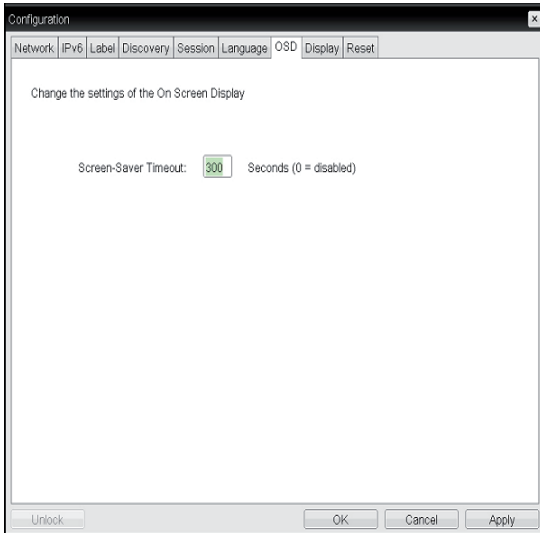 Configuration
Network IPv6 Label Discovery Session Language OSD Display Reset
Change the settings of the On Screen Display
Screen-Saver Timeout: 300 Seconds (0 = disabled)
Unlock OK Cancel Apply